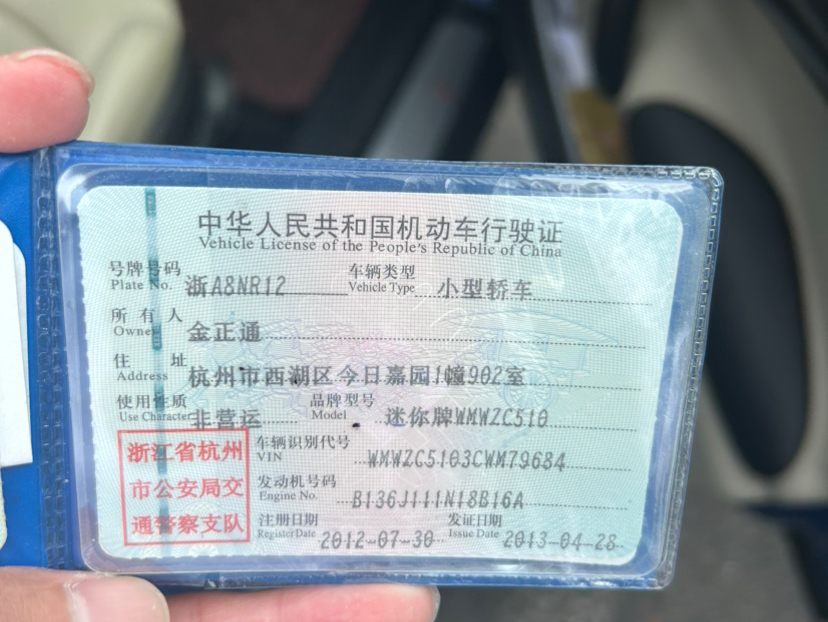 中华人民共和国机动车行驶证
Vehicle License of the People's Republic of China
号牌号码 浙A8NR12 车辆类型 小型轿车
Plate No. Vehicle Type
所有人 金正通
Owner
住址 杭州市西湖区今日嘉园1幢902室
Address
使用性质 非营运 品牌型号 迷你牌WMWZC510
Use Character Model
浙江省杭州
市公安局交
通警察支队
车辆识别代号 WMWZC5103CWM79684
VIN
发动机号码 B136J111N18B16A
Engine No.
注册日期 2012-07-30 发证日期 2013-04-28
Register Date Issue Date